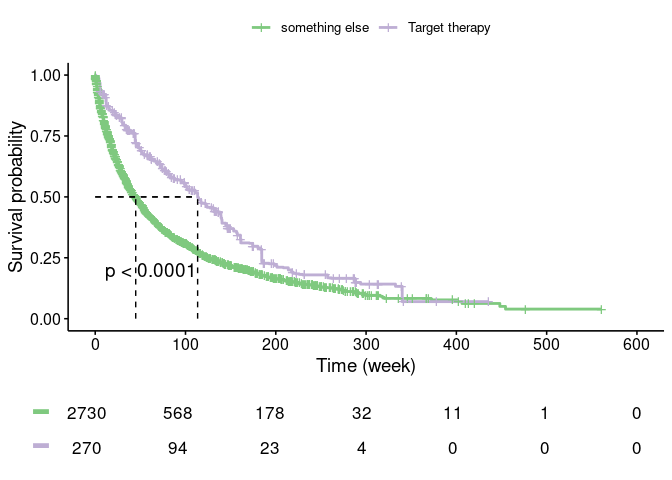 something else Target therapy
1.00
0.75
0.50
0.25
0.00
Survival probability
p < 0.0001
0 100 200 300 400 500 600
Time (week)
2730 568 178 32 11 1 0
270 94 23 4 0 0 0